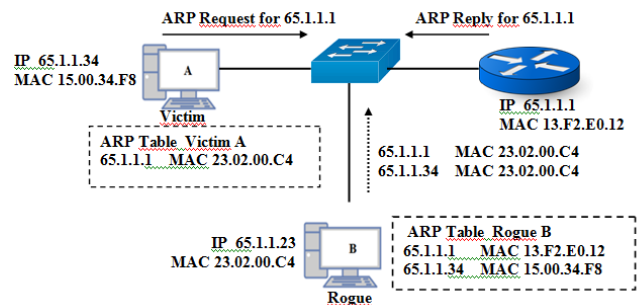 ARP Request for 65.1.1.1
ARP Reply for 65.1.1.1
IP 65.1.1.34
MAC 15.00.34.F8
A
Victim
IP 65.1.1.1
MAC 13.F2.E0.12
ARP Table Victim A
65.1.1.1 MAC 23.02.00.C4
65.1.1.1 MAC 23.02.00.C4
65.1.1.34 MAC 23.02.00.C4
IP 65.1.1.23
MAC 23.02.00.C4
B
Rogue
ARP Table Rogue B
65.1.1.1 MAC 13.F2.E0.12
65.1.1.34 MAC 15.00.34.F8